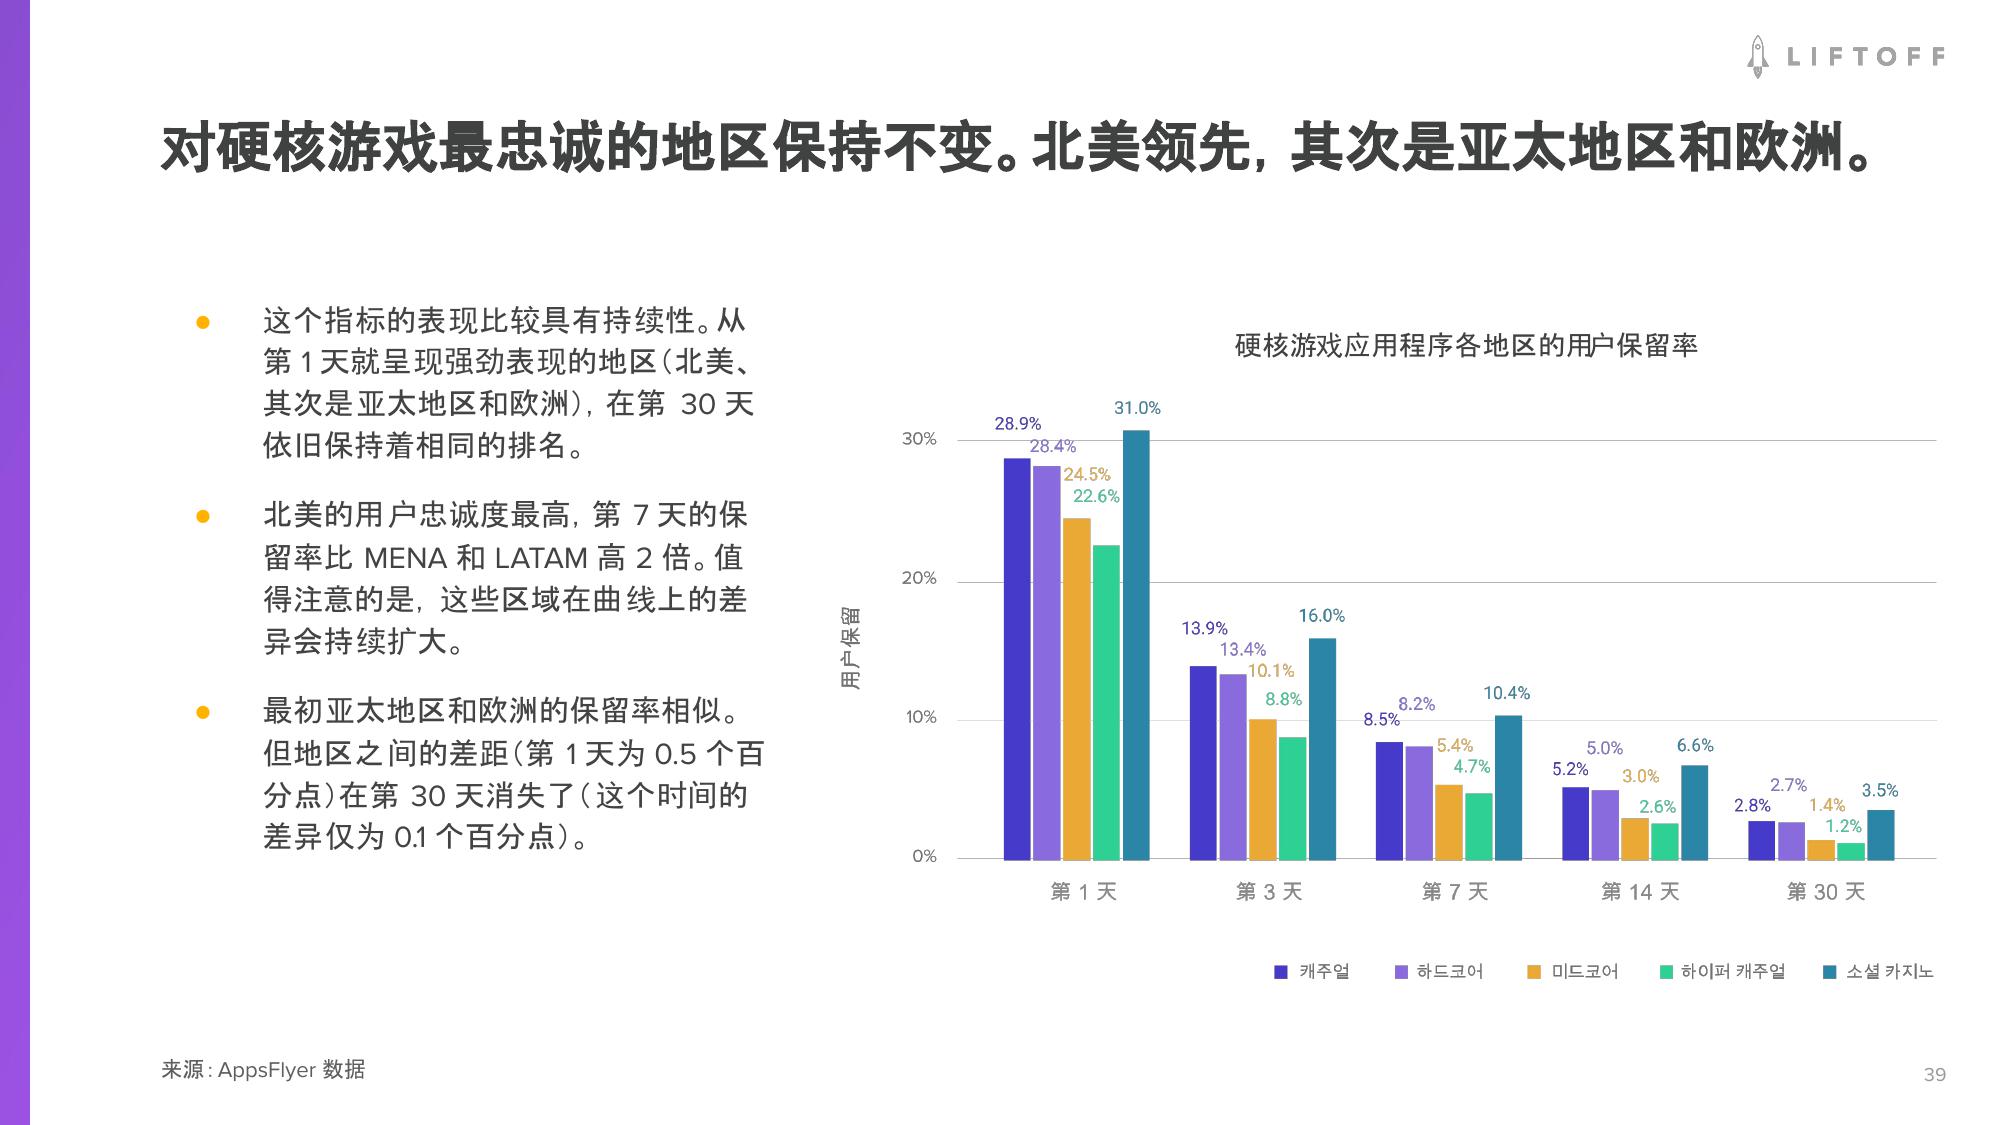 LIFTOFF
对硬核游戏最忠诚的地区保持不变。北美领先，其次是亚太地区和欧洲。
这个指标的表现比较具有持续性。从
第 1 天就呈现强劲表现的地区（北美、
其次是亚太地区和欧洲），在第 30 天
依旧保持着相同的排名。
北美的用户忠诚度最高，第 7 天的保
留率比 MENA 和 LATAM 高 2 倍。值
得注意的是，这些区域在曲线上的差
异会持续扩大。
最初亚太地区和欧洲的保留率相似。
但地区之间的差距（第 1 天为 0.5 个百
分点）在第 30 天消失了（这个时间的
差异仅为 0.1 个百分点）。
硬核游戏应用程序各地区的用户保留率
用户保留
30%
20%
10%
0%
28.9%
28.4%
24.5%
22.6%
31.0%
13.9%
13.4%
10.1%
8.8%
16.0%
8.5%
8.2%
5.4%
4.7%
10.4%
5.2%
5.0%
3.0%
2.6%
6.6%
2.8%
2.7%
1.4%
1.2%
3.5%
第 1 天 第 3 天 第 7 天 第 14 天 第 30 天
캐주얼 하드코어 미드코어 하이퍼 캐주얼 소셜 카지노
来源：AppsFlyer 数据
39